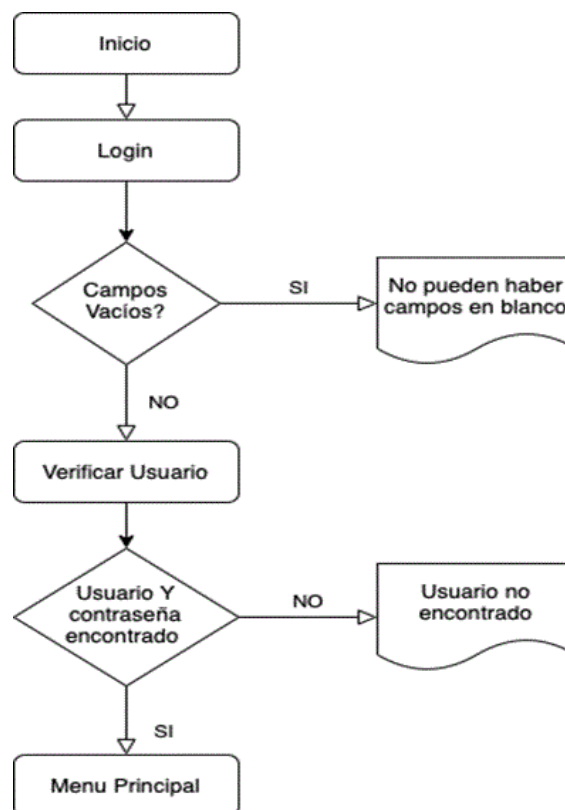 Inicio
Login
Campos
Vacíos?
SI
No pueden haber
campos en blanco
NO
Verificar Usuario
Usuario Y
contraseña
encontrado
NO
Usuario no
encontrado
SI
Menu Principal